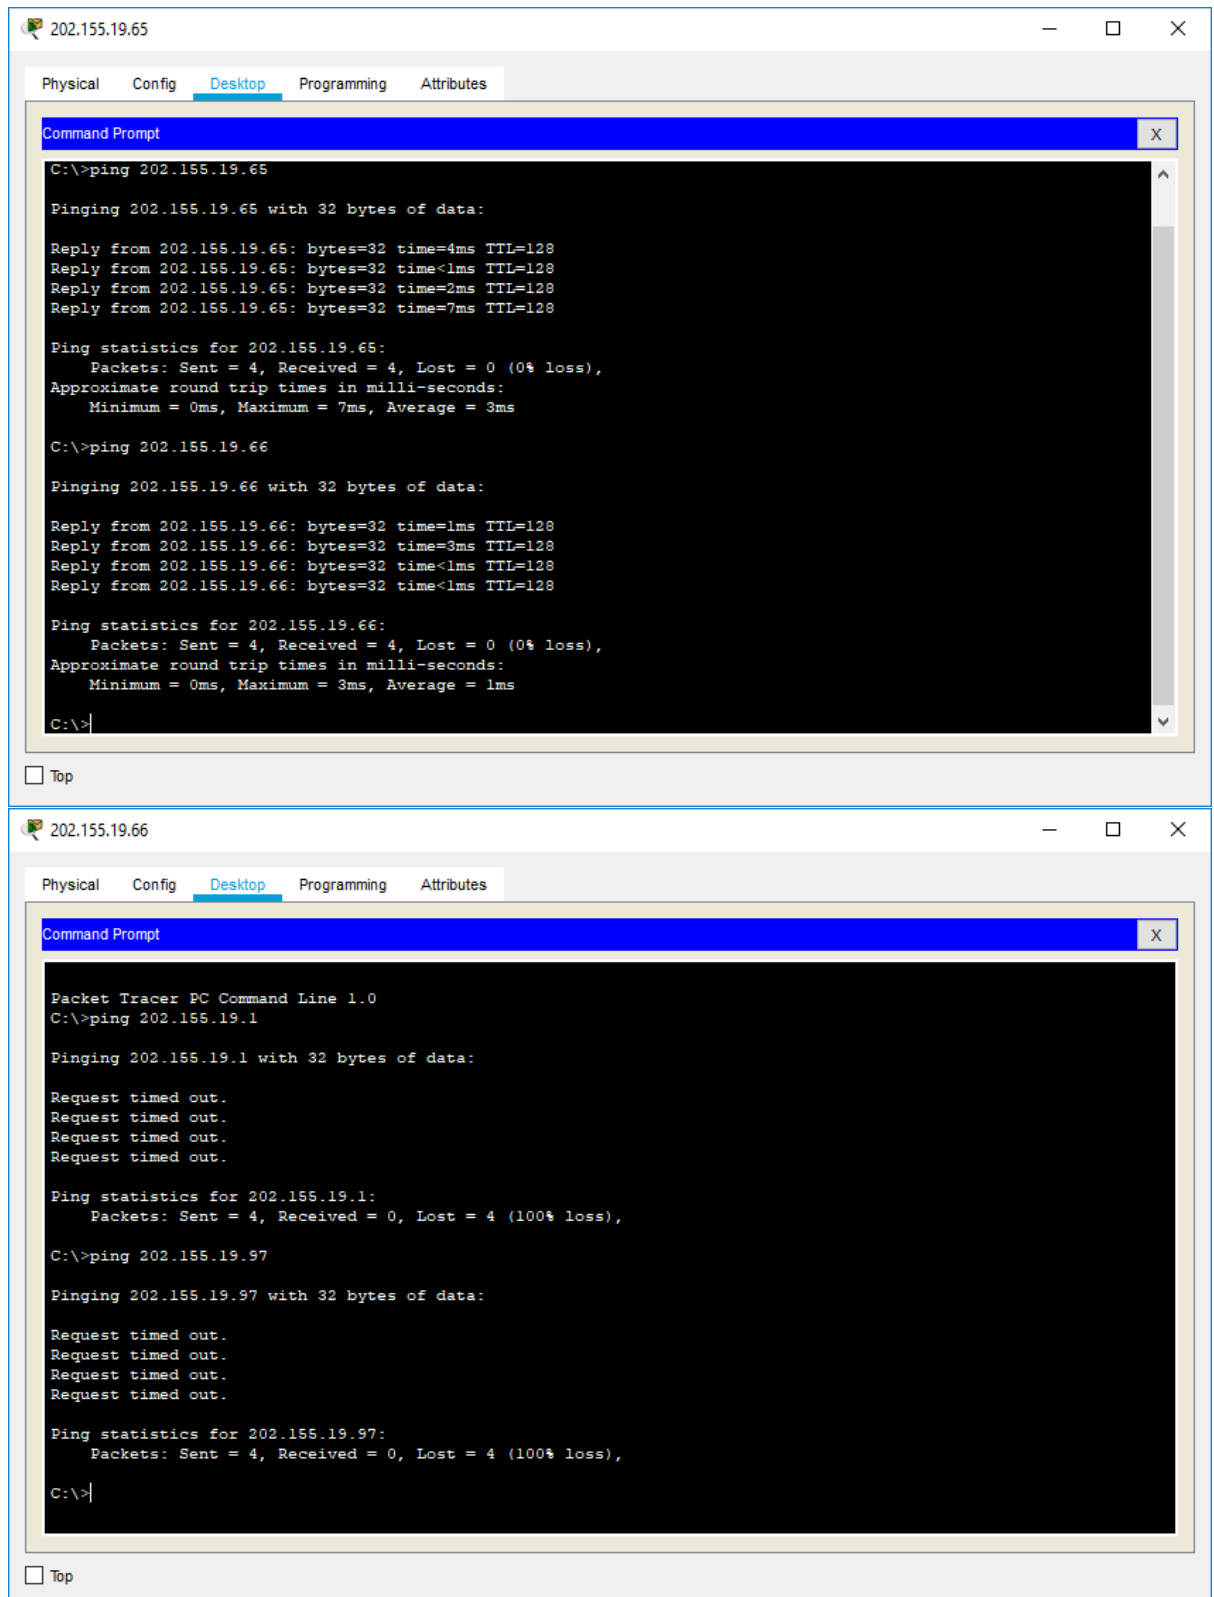 202.155.19.65
Physical Config Desktop Programming Attributes
Command Prompt X
C:\>ping 202.155.19.65
Pinging 202.155.19.65 with 32 bytes of data:
Reply from 202.155.19.65: bytes=32 time=4ms TTL=128
Reply from 202.155.19.65: bytes=32 time<1ms TTL=128
Reply from 202.155.19.65: bytes=32 time=2ms TTL=128
Reply from 202.155.19.65: bytes=32 time=7ms TTL=128
Ping statistics for 202.155.19.65:
    Packets: Sent = 4, Received = 4, Lost = 0 (0% loss),
Approximate round trip times in milli-seconds:
    Minimum = 0ms, Maximum = 7ms, Average = 3ms
C:\>ping 202.155.19.66
Pinging 202.155.19.66 with 32 bytes of data:
Reply from 202.155.19.66: bytes=32 time=1ms TTL=128
Reply from 202.155.19.66: bytes=32 time=3ms TTL=128
Reply from 202.155.19.66: bytes=32 time<1ms TTL=128
Reply from 202.155.19.66: bytes=32 time<1ms TTL=128
Ping statistics for 202.155.19.66:
    Packets: Sent = 4, Received = 4, Lost = 0 (0% loss),
Approximate round trip times in milli-seconds:
    Minimum = 0ms, Maximum = 3ms, Average = 1ms
C:\>
Top
202.155.19.66
Physical Config Desktop Programming Attributes
Command Prompt X
Packet Tracer PC Command Line 1.0
C:\>ping 202.155.19.1
Pinging 202.155.19.1 with 32 bytes of data:
Request timed out.
Request timed out.
Request timed out.
Request timed out.
Ping statistics for 202.155.19.1:
    Packets: Sent = 4, Received = 0, Lost = 4 (100% loss),
C:\>ping 202.155.19.97
Pinging 202.155.19.97 with 32 bytes of data:
Request timed out.
Request timed out.
Request timed out.
Request timed out.
Ping statistics for 202.155.19.97:
    Packets: Sent = 4, Received = 0, Lost = 4 (100% loss),
C:\>
Top